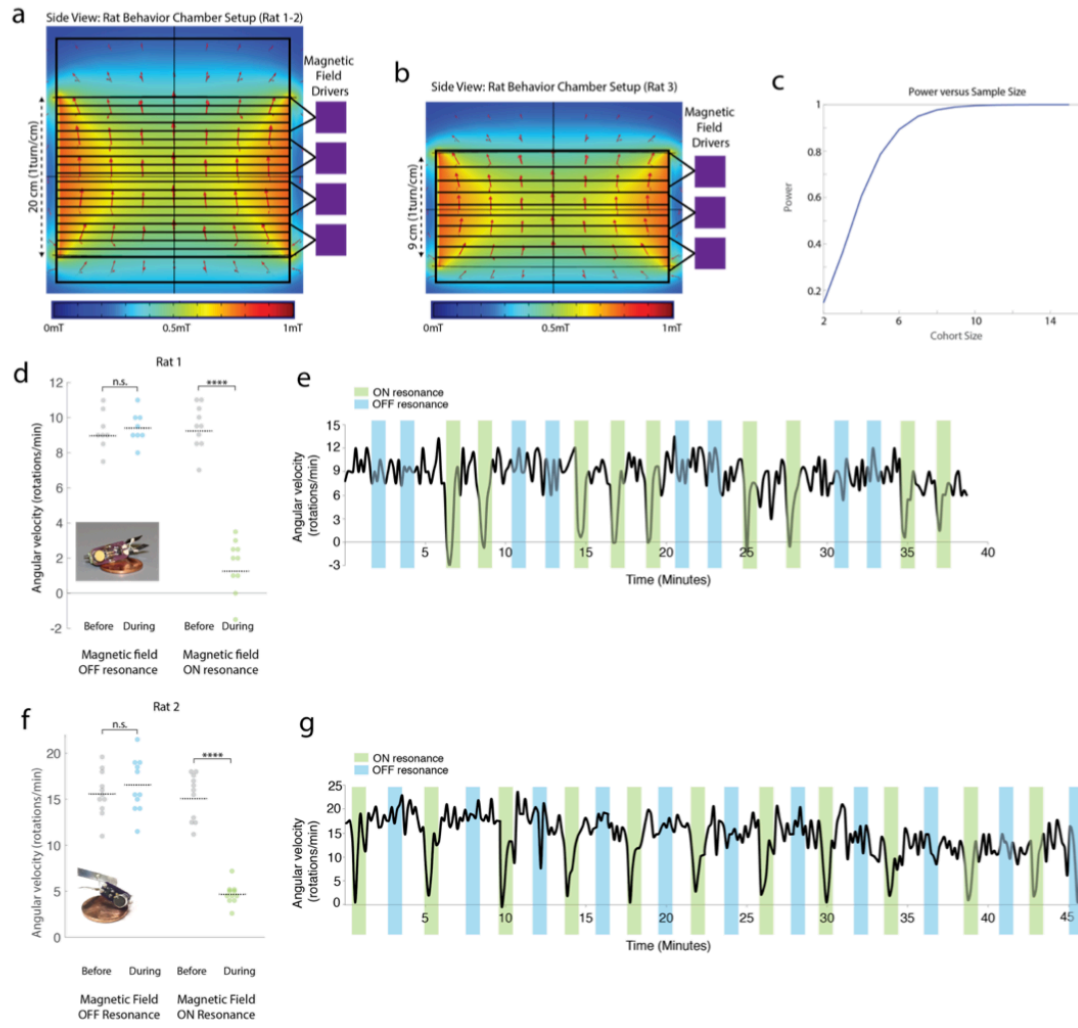 a
Side View: Rat Behavior Chamber Setup (Rat 1-2)
Magnetic
Field
Drivers
20 cm (1turn/cm)
0mT
0.5mT
1mT
b
Side View: Rat Behavior Chamber Setup (Rat 3)
Magnetic
Field
Drivers
9 cm (1turn/cm)
0mT
0.5mT
1mT
c
Power versus Sample Size
Power
1
0.8
0.6
0.4
0.2
2
6
10
14
Cohort Size
d
Rat 1
n.s.
****
Angular velocity (rotations/min)
12
10
8
6
4
2
0
-2
Before
During
Before
During
Magnetic field
OFF resonance
Magnetic field
ON resonance
e
ON resonance
OFF resonance
Angular velocity
(rotations/min)
15
12
9
6
3
0
-3
5
10
15
20
25
30
35
40
Time (Minutes)
f
Rat 2
n.s.
****
Angular velocity (rotations/min)
20
15
10
5
0
Before
During
Before
During
Magnetic Field
OFF Resonance
Magnetic Field
ON Resonance
g
ON resonance
OFF resonance
Angular velocity
(rotations/min)
25
20
15
10
5
0
5
10
15
20
25
30
35
40
45
Time (Minutes)